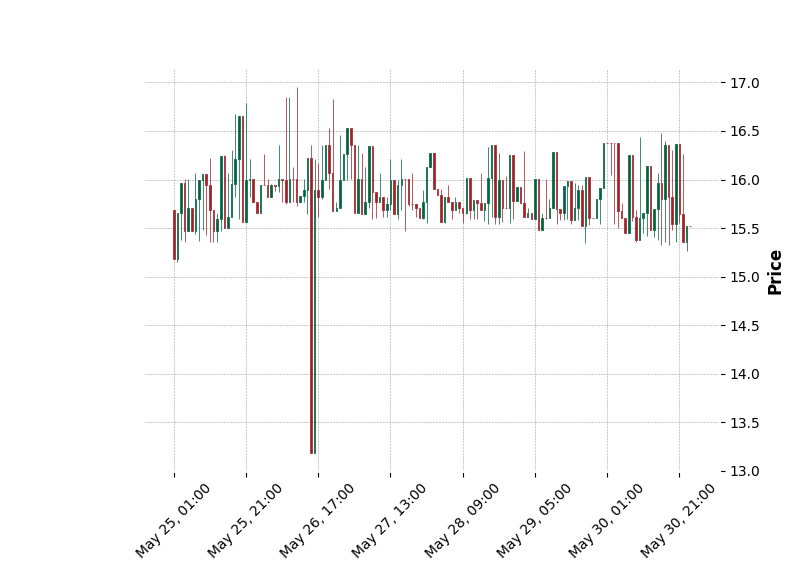 17.0
16.5
16.0
15.5
15.0
14.5
14.0
13.5
13.0
Price
May 25, 01:00
May 25, 21:00
May 26, 17:00
May 27, 13:00
May 28, 09:00
May 29, 05:00
May 30, 01:00
May 30, 21:00